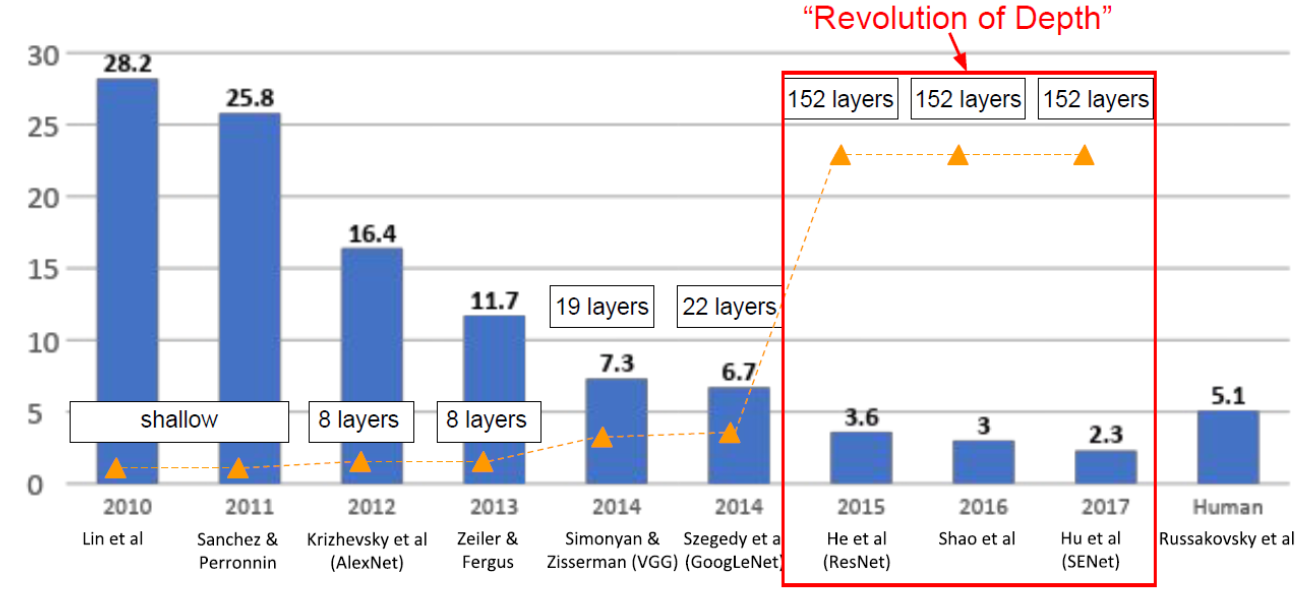 “Revolution of Depth”
30
28.2
25.8
152 layers
152 layers
152 layers
25
20
16.4
15
11.7
19 layers
22 layers
10
7.3
6.7
5
shallow
8 layers
8 layers
3.6
3
2.3
5.1
0
2010
2011
2012
2013
2014
2014
2015
2016
2017
Human
Lin et al
Sanchez &
Perronnin
Krizhevsky et al
(AlexNet)
Zeiler &
Fergus
Simonyan &
Zisserman (VGG)
Szegedy et a
(GoogLeNet)
He et al
(ResNet)
Shao et al
Hu et al
(SENet)
Russakovsky et al